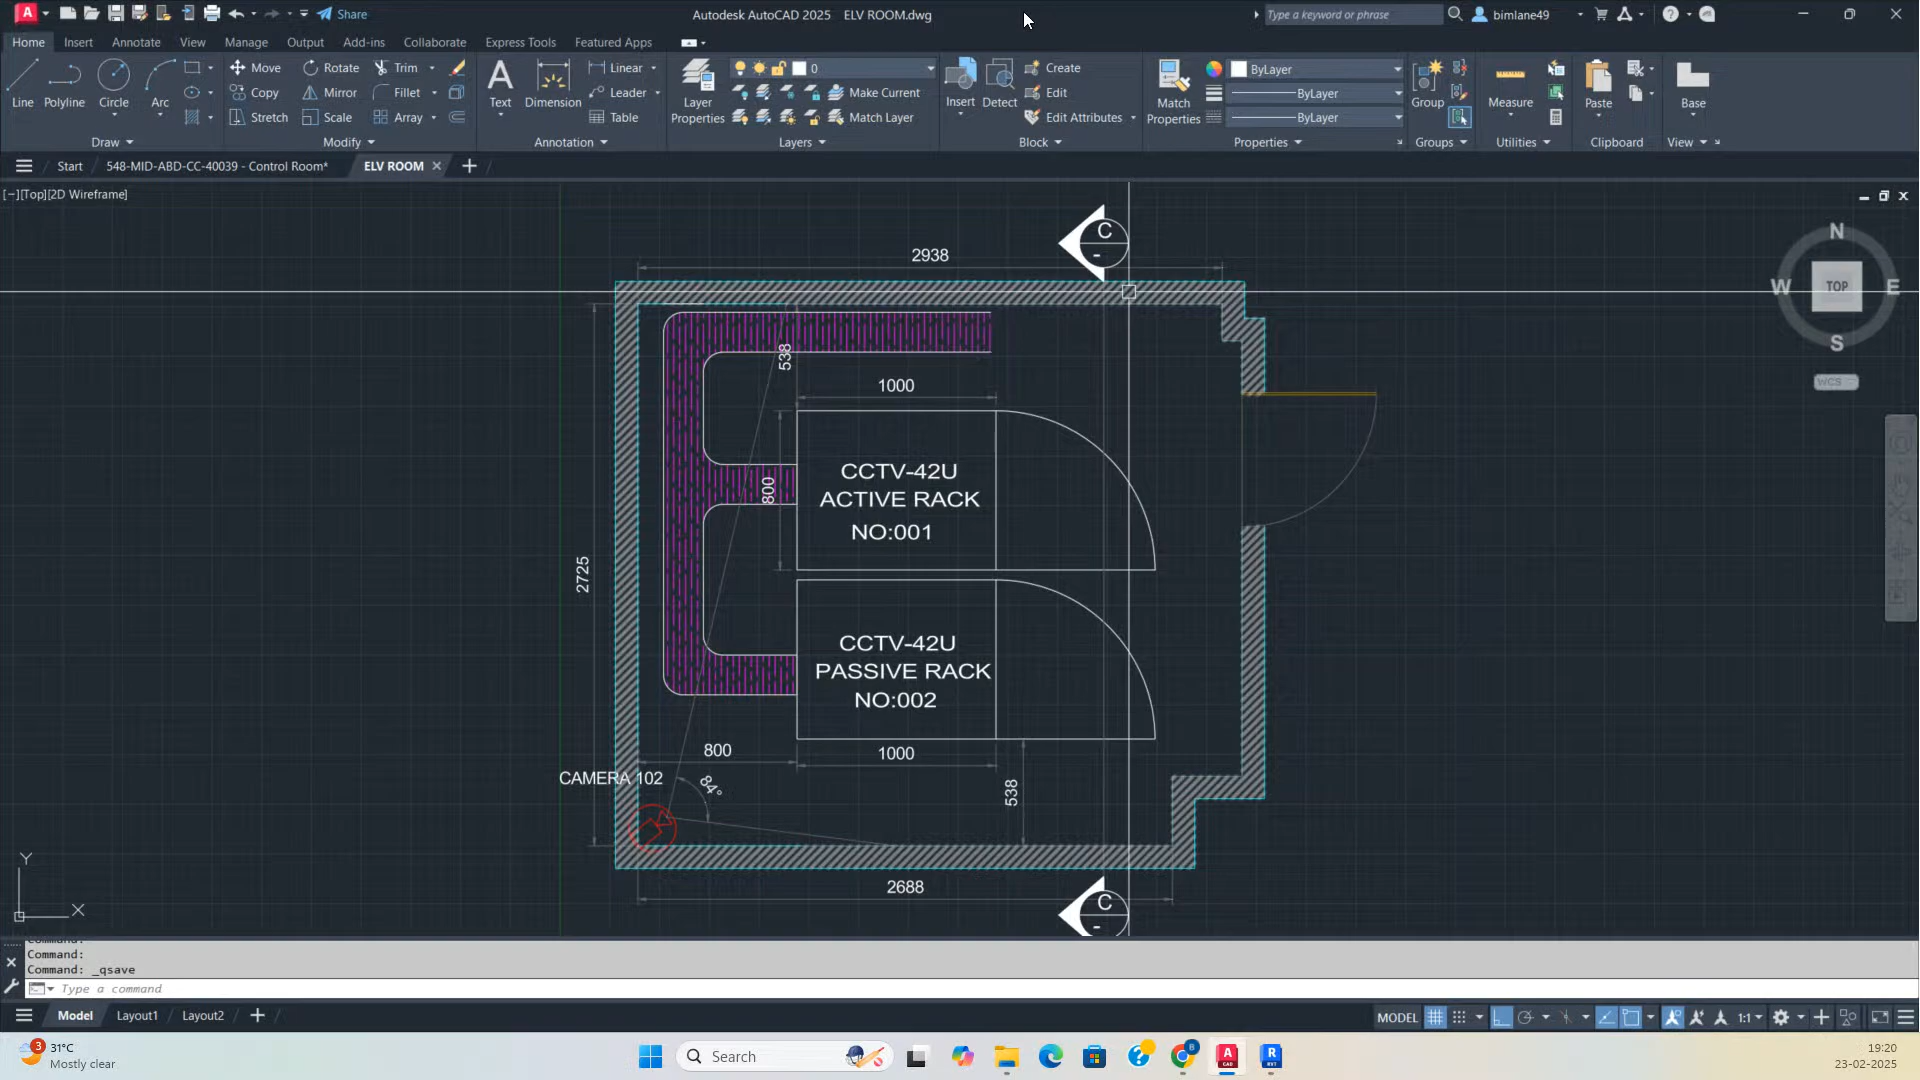 Share
Autodesk AutoCAD 2025 ELV ROOM.dwg
Type a keyword or phrase
bimlane49
Home Insert Annotate View Manage Output Add-ins Collaborate Express Tools Featured Apps
Line Polyline Circle Arc
Move Rotate Trim
Copy Mirror Fillet
Stretch Scale Array
Text Dimension
Linear
Leader
Table
Layer Properties
0
Make Current
Match Layer
Insert Detect
Create
Edit
Edit Attributes
Match Properties
ByLayer
ByLayer
ByLayer
Group
Measure
Paste
Base
Draw Modify Annotation Layers Block Properties Groups Utilities Clipboard View
Start 548-MID-ABD-CC-40039 - Control Room* ELV ROOM
[−][Top][2D Wireframe]
C
-
2938
N
W TOP E
S
WCS
538
1000
800
CCTV-42U
ACTIVE RACK
NO:001
2725
CCTV-42U
PASSIVE RACK
NO:002
800
1000
538
CAMERA 102
84°
2688
C
-
Y
X
Command:
Command:
Command: _qsave
Type a command
Model Layout1 Layout2
MODEL
1:1
3
31°C
Mostly clear
Search
19:20
23-02-2025